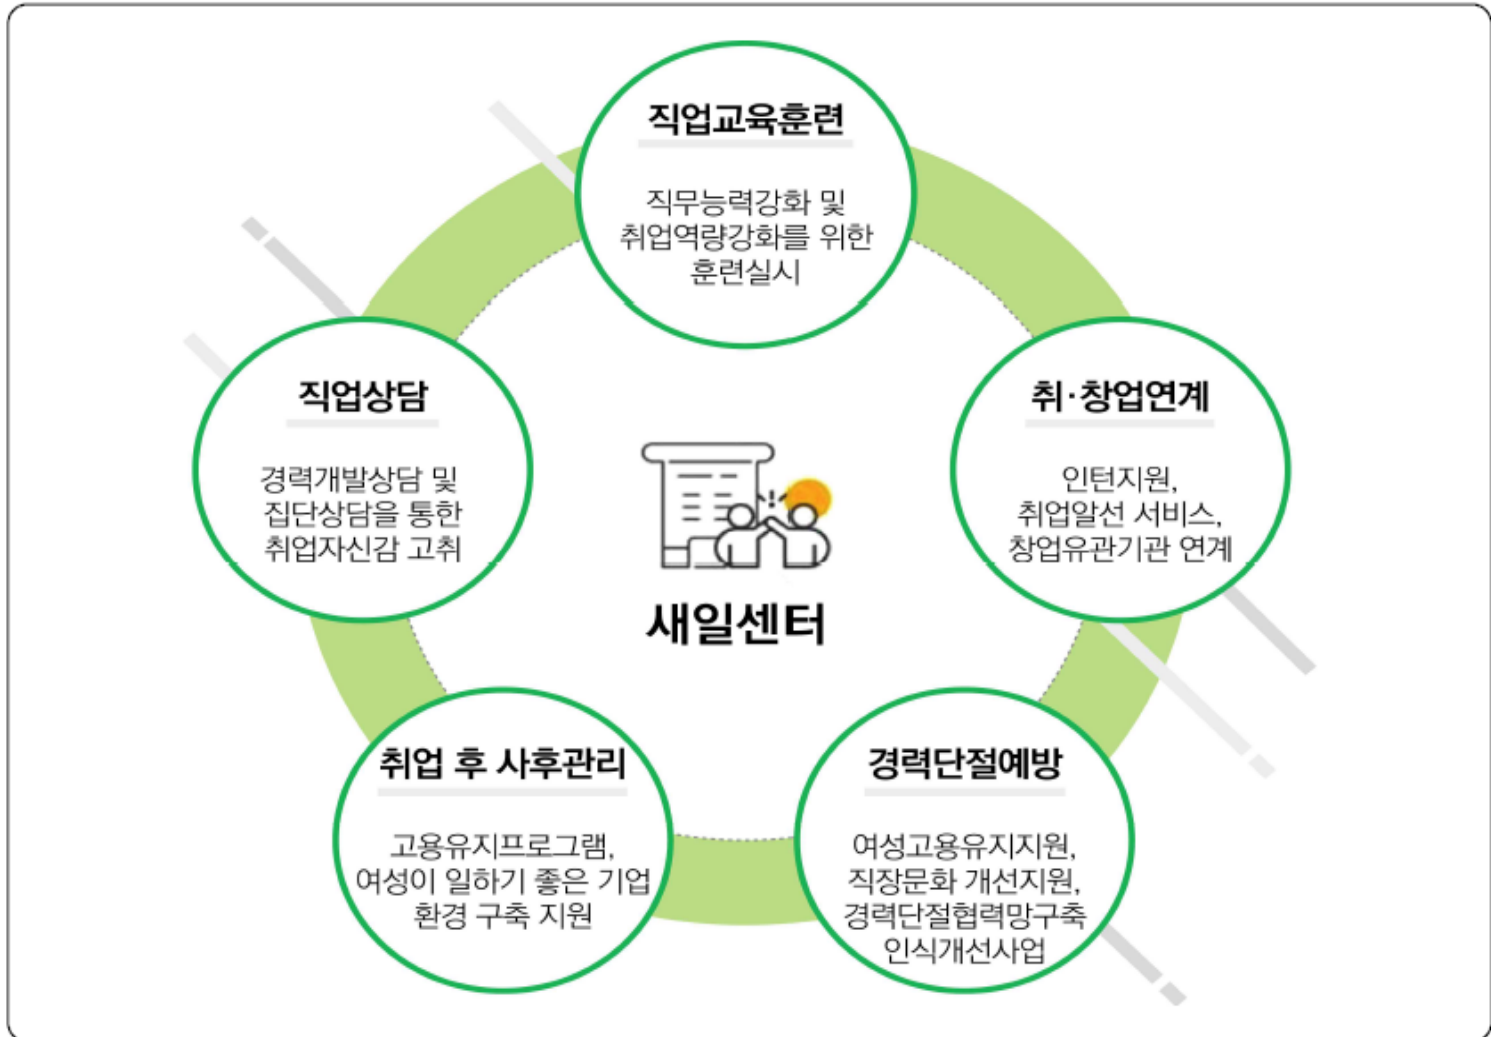 직업교육훈련
직무능력강화 및
취업역량강화를 위한
훈련실시
직업상담
경력개발상담 및
집단상담을 통한
취업자신감 고취
취·창업연계
인턴지원,
취업알선 서비스,
창업유관기관 연계
새일센터
취업 후 사후관리
고용유지프로그램,
여성이 일하기 좋은 기업
환경 구축 지원
경력단절예방
여성고용유지지원,
직장문화 개선지원,
경력단절협력망구축
인식개선사업